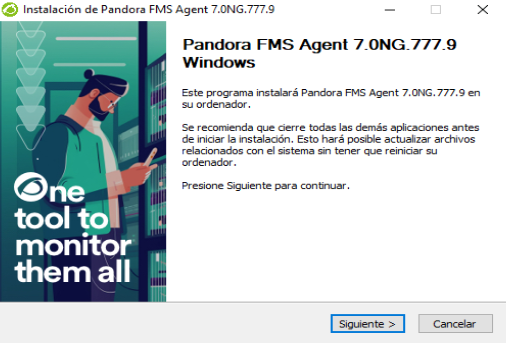 Instalación de Pandora FMS Agent 7.0NG.777.9
Pandora FMS Agent 7.0NG.777.9
Windows
Este programa instalará Pandora FMS Agent 7.0NG.777.9 en
su ordenador.
Se recomienda que cierre todas las demás aplicaciones antes
de iniciar la instalación. Esto hará posible actualizar archivos
relacionados con el sistema sin tener que reiniciar su
ordenador.
Presione Siguiente para continuar.
One
tool to
monitor
them all
Siguiente >
Cancelar